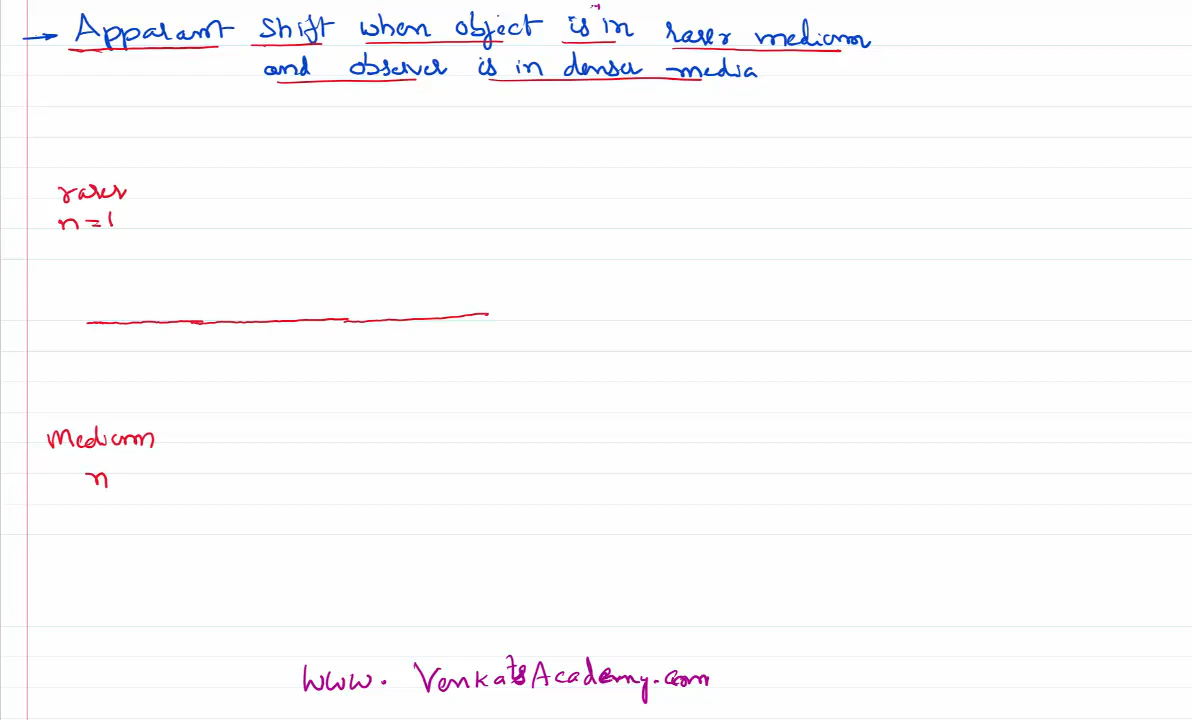 → Apparant shift when object is in rarer medium
and observer is in denser media
rarer
n = 1
Medium
n
www. VenkatsAcademy.com